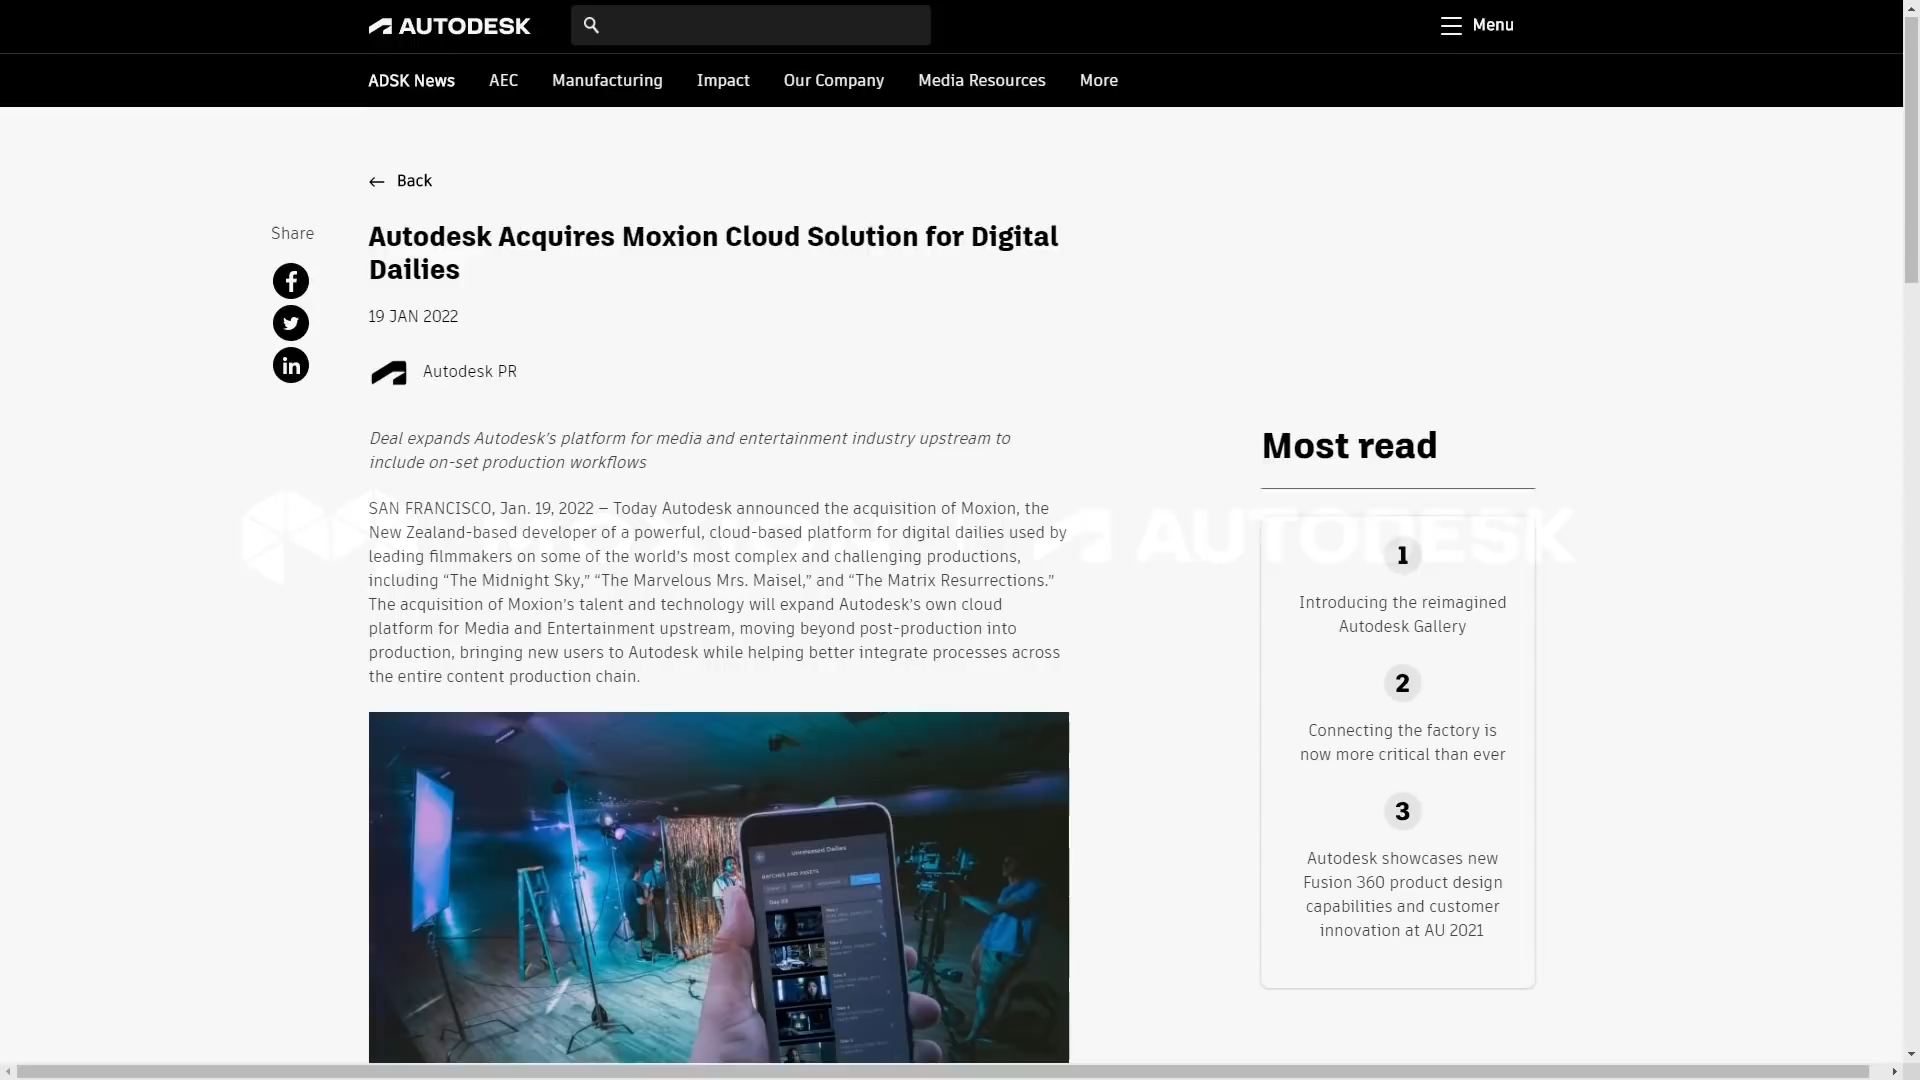 AUTODESK
Menu
ADSK News AEC Manufacturing Impact Our Company Media Resources More
← Back
Share
Autodesk Acquires Moxion Cloud Solution for Digital
Dailies
19 JAN 2022
Autodesk PR
Deal expands Autodesk's platform for media and entertainment industry upstream to
include on-set production workflows
SAN FRANCISCO, Jan. 19, 2022 – Today Autodesk announced the acquisition of Moxion, the
New Zealand-based developer of a powerful, cloud-based platform for digital dailies used by
leading filmmakers on some of the world's most complex and challenging productions,
including “The Midnight Sky,” “The Marvelous Mrs. Maisel,” and “The Matrix Resurrections.”
The acquisition of Moxion's talent and technology will expand Autodesk's own cloud
platform for Media and Entertainment upstream, moving beyond post-production into
production, bringing new users to Autodesk while helping better integrate processes across
the entire content production chain.
Unreleased Dailies
BATCHES AND ASSETS
Most read
AUTODESK
1
Introducing the reimagined
Autodesk Gallery
2
Connecting the factory is
now more critical than ever
3
Autodesk showcases new
Fusion 360 product design
capabilities and customer
innovation at AU 2021